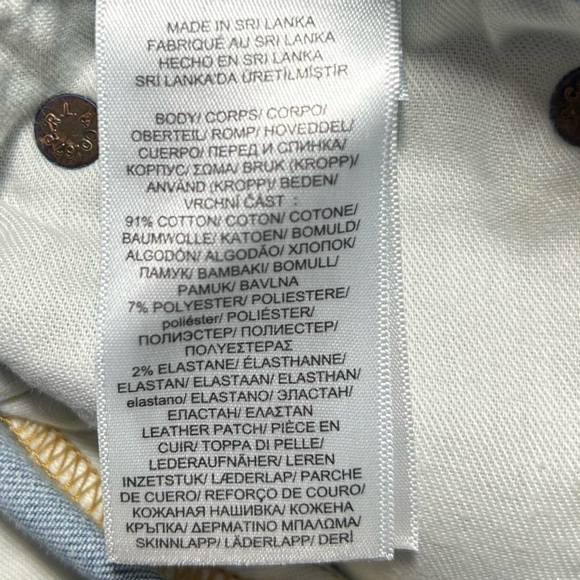 MADE IN SRI LANKA
FABRIQUÉ AU SRI LANKA
HECHO EN SRI LANKA
SRI LANKA'DA ÜRETİLMİŞTİR
BODY/ CORPS/ CORPO/
OBERTEIL/ ROMP/ HOVEDDEL/
CUERPO/ ПЕРЕД И СПИНКА/
КОРПУС/ ΣΩΜΑ/ BRUK (KROPP)/
ANVÄND (KROPP)/ BEDEN/
VRCHNÍ ČÁST :
91% COTTON/ COTON/ COTONE/
BAUMWOLLE/ KATOEN/ BOMULD/
ALGODÓN/ ALGODÃO/ ХЛОПОК/
ПАМУК/ BAMBAKI/ BOMULL/
PAMUK/ BAVLNA
7% POLYESTER/ POLIESTERE/
poliéster/ POLIÉSTER/
ПОЛИЭСТЕР/ ПОЛИЕСТЕР/
ΠΟΛΥΕΣΤΕΡΑΣ
2% ELASTANE/ ÉLASTHANNE/
ELASTAN/ ELASTAAN/ ELASTHAN/
elastano/ ELASTANO/ ЭЛАСТАН/
ЕЛАСТАН/ ΕΛΑΣΤΑΝ
LEATHER PATCH/ PIÈCE EN
CUIR/ TOPPA DI PELLE/
LEDERAUFNÄHER/ LEREN
INZETSTUK/ LÆDERLAP/ PARCHE
DE CUERO/ REFORÇO DE COURO/
КОЖАНАЯ НАШИВКА/ КОЖЕНА
КРЪПКА/ ΔΕΡΜΑΤΙΝΟ ΜΠΑΛΩΜΑ/
SKINNLAPP/ LÄDERLAPP/ DERİ